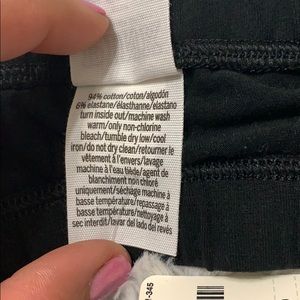 94% cotton/coton/algodón
6% elastane/élasthanne/elastano
turn inside out/machine wash
warm/only non-chlorine
bleach/tumble dry low/cool
iron/do not dry clean/retourner le
vêtement à l'envers/lavage
machine à l'eau tiède/agent de
blanchiment non chloré
uniquement/séchage machine à
basse température/repassage à
basse température/nettoyage à
sec interdit/lavar del lado del revés
-345